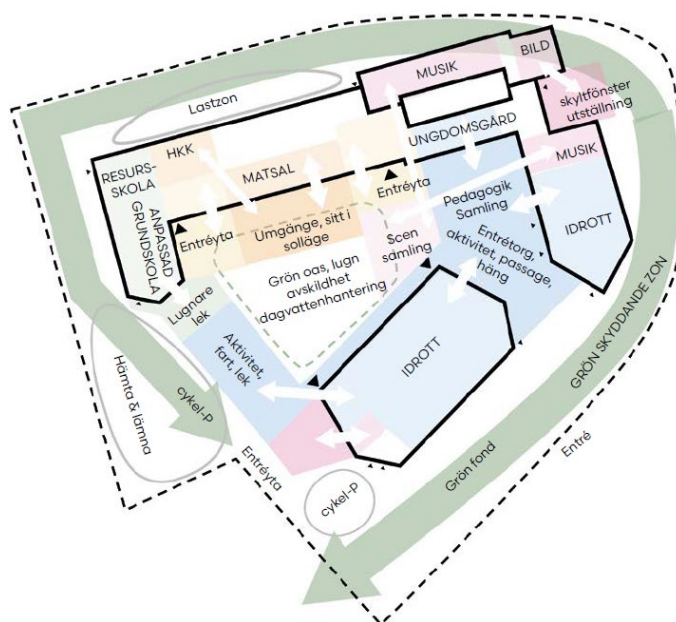 BILD
MUSIK
skyltfönster
utställning
Lastzon
UNGDOMSGÅRD
MUSIK
HKK
RESURS-
SKOLA
MATSAL
ANPASSAD
GRUNDSKOLA
Entréyta
Pedagogik
Samling
Entréyta
Umgänge, sitt i
solläge
Scen
samling
Entrétorg,
aktivitet, passage,
häng
IDROTT
Grön oas, lugn
avskildhet
dagvattenhantering
Lugnare
lek
Aktivitet,
fart, lek
IDROTT
GRÖN SKYDDANDE ZON
Hämta & lämna
cykel-P
Entréyta
cykel-P
Grön fond
Entré